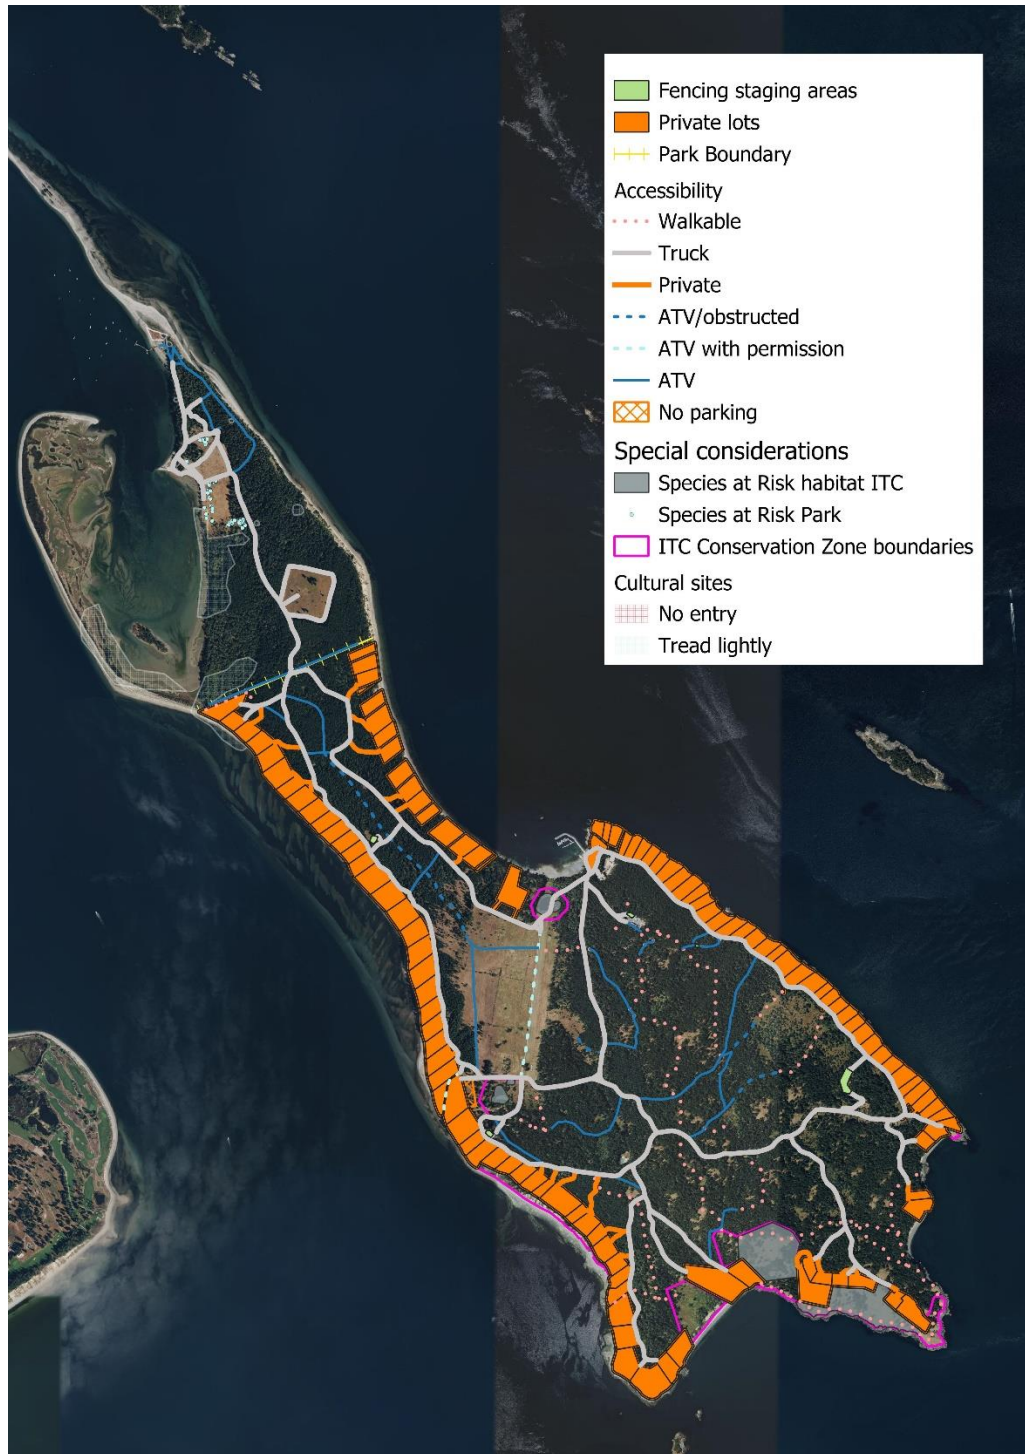 Fencing staging areas
Private lots
Park Boundary
Accessibility
Walkable
Truck
Private
ATV/obstructed
ATV with permission
ATV
No parking
Special considerations
Species at Risk habitat ITC
Species at Risk Park
ITC Conservation Zone boundaries
Cultural sites
No entry
Tread lightly